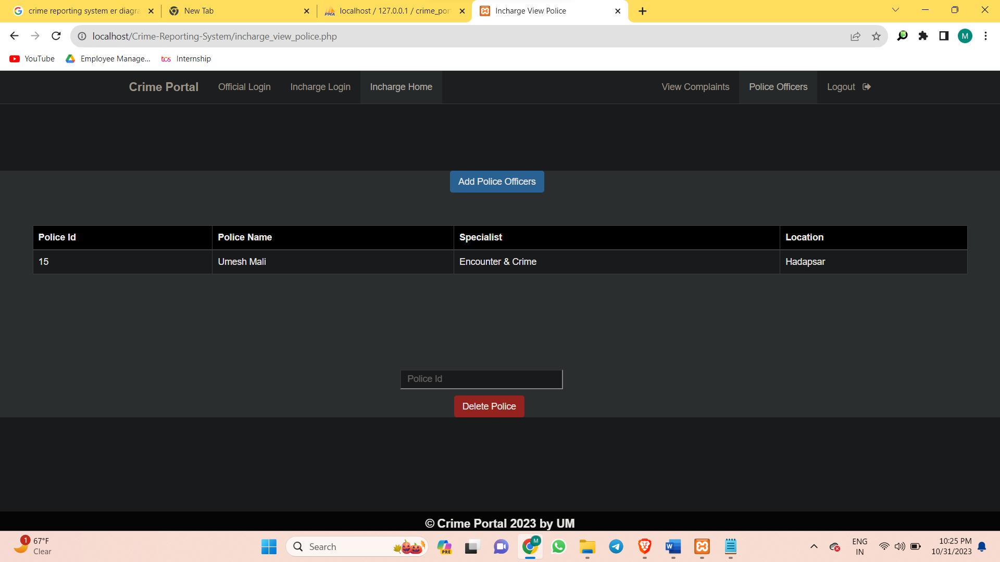 crime reporting system er diagra
New Tab
localhost / 127.0.0.1 / crime_por
Incharge View Police
localhost/Crime-Reporting-System/incharge_view_police.php
M
YouTube
Employee Manage...
tcs Internship
Crime Portal
Official Login
Incharge Login
Incharge Home
View Complaints
Police Officers
Logout
Add Police Officers
Police Id
Police Name
Specialist
Location
15
Umesh Mali
Encounter & Crime
Hadapsar
Police Id
Delete Police
© Crime Portal 2023 by UM
1
67°F
Clear
Search
PRE
M
W
ENG
IN
10:25 PM
10/31/2023